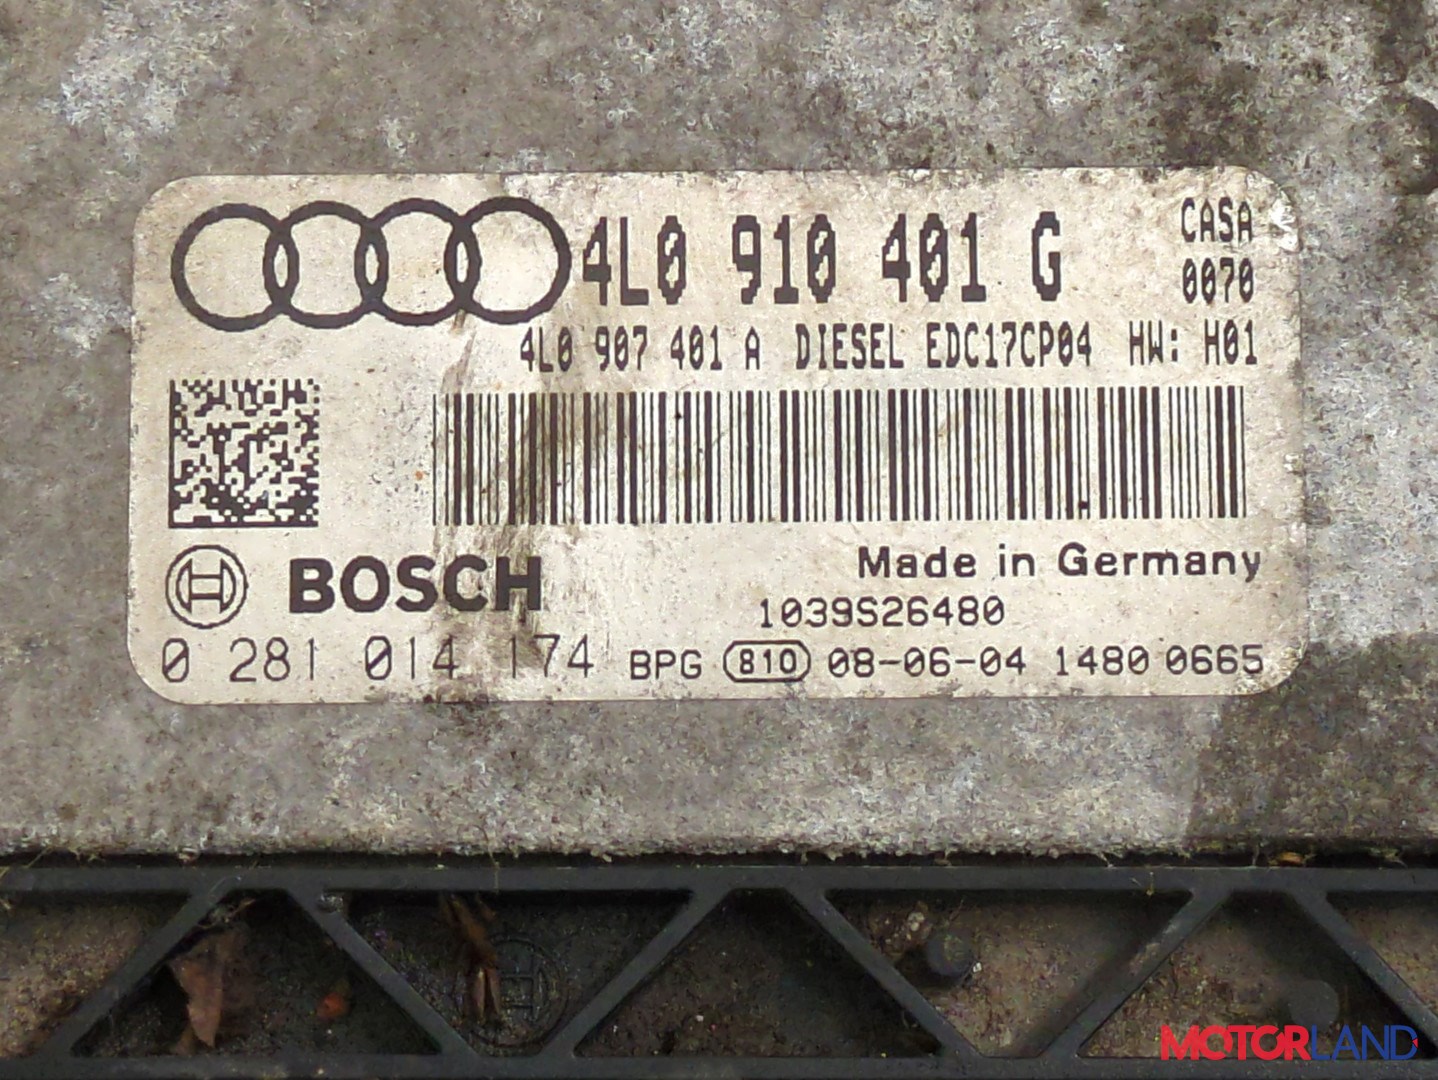 4L0 910 401 G
CASA
0070
4L0 907 401 A DIESEL EDC17CP04 HW: H01
BOSCH
Made in Germany
1039S26480
0 281 014 174 BPG 810 08-06-04 1480 0665
MOTORLAND